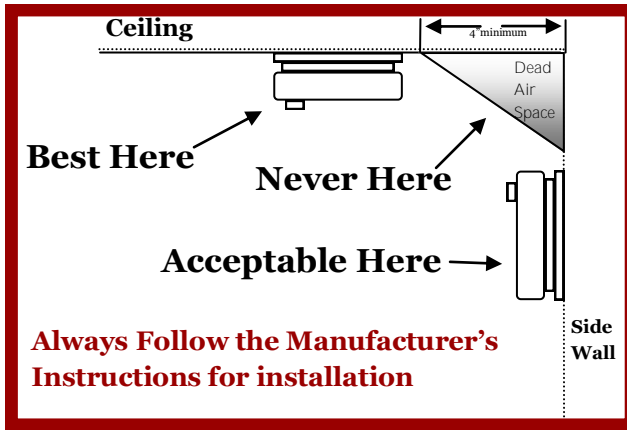 Ceiling
4"minimum
Dead
Air
Space
Best Here
Never Here
Acceptable Here
Side
Wall
Always Follow the Manufacturer’s
Instructions for installation